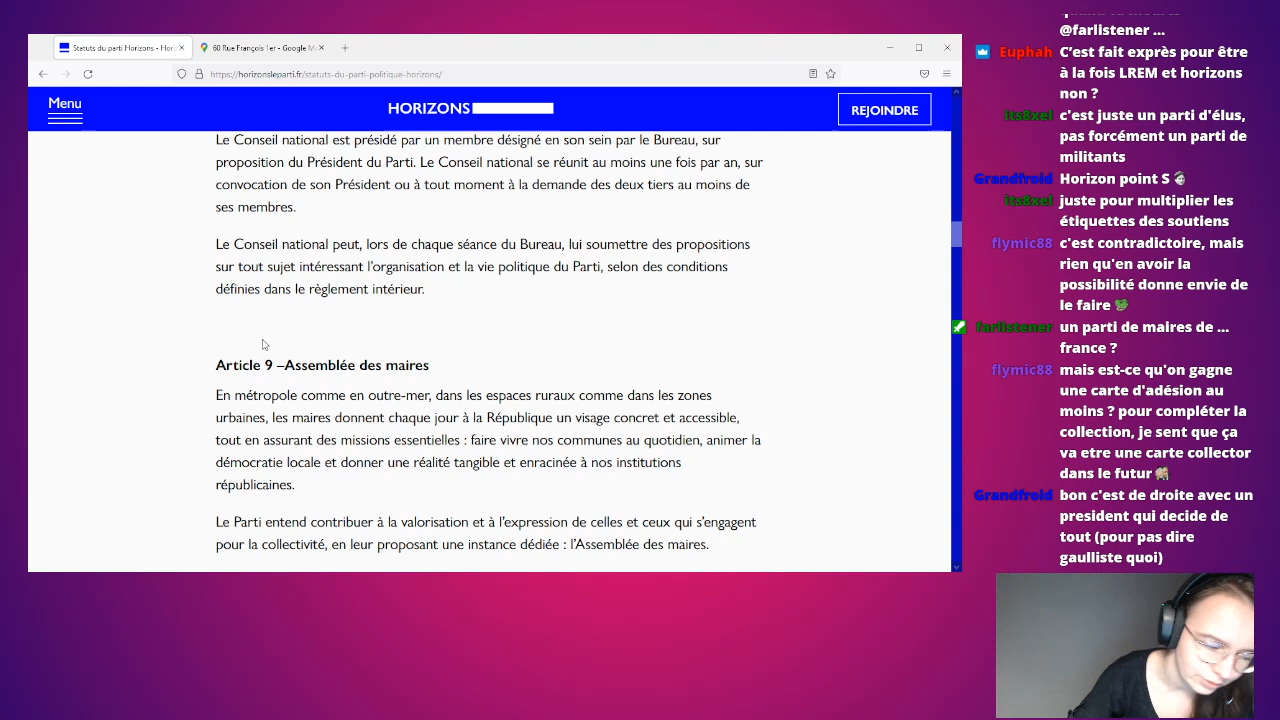 Statuts du parti Horizons - Hori
60 Rue François 1er - Google M
https://horizonsleparti.fr/statuts-du-parti-politique-horizons/
Menu
HORIZONS
REJOINDRE
Le Conseil national est présidé par un membre désigné en son sein par le Bureau, sur
proposition du Président du Parti. Le Conseil national se réunit au moins une fois par an, sur
convocation de son Président ou à tout moment à la demande des deux tiers au moins de
ses membres.
Le Conseil national peut, lors de chaque séance du Bureau, lui soumettre des propositions
sur tout sujet intéressant l'organisation et la vie politique du Parti, selon des conditions
définies dans le règlement intérieur.
Article 9 –Assemblée des maires
En métropole comme en outre-mer, dans les espaces ruraux comme dans les zones
urbaines, les maires donnent chaque jour à la République un visage concret et accessible,
tout en assurant des missions essentielles : faire vivre nos communes au quotidien, animer la
démocratie locale et donner une réalité tangible et enracinée à nos institutions
républicaines.
Le Parti entend contribuer à la valorisation et à l'expression de celles et ceux qui s'engagent
pour la collectivité, en leur proposant une instance dédiée : l'Assemblée des maires.
@farlistener ...
Euphah C'est fait exprès pour être
à la fois LREM et horizons
non ?
its8xel c'est juste un parti d'élus,
pas forcément un parti de
militants
Grandfroid Horizon point S
its8xel juste pour multiplier les
étiquettes des soutiens
flymic88 c'est contradictoire, mais
rien qu'en avoir la
possibilité donne envie de
le faire
farlistener un parti de maires de ...
france ?
flymic88 mais est-ce qu'on gagne
une carte d'adésion au
moins ? pour compléter la
collection, je sent que ça
va etre une carte collector
dans le futur
Grandfroid bon c'est de droite avec un
president qui decide de
tout (pour pas dire
gaulliste quoi)